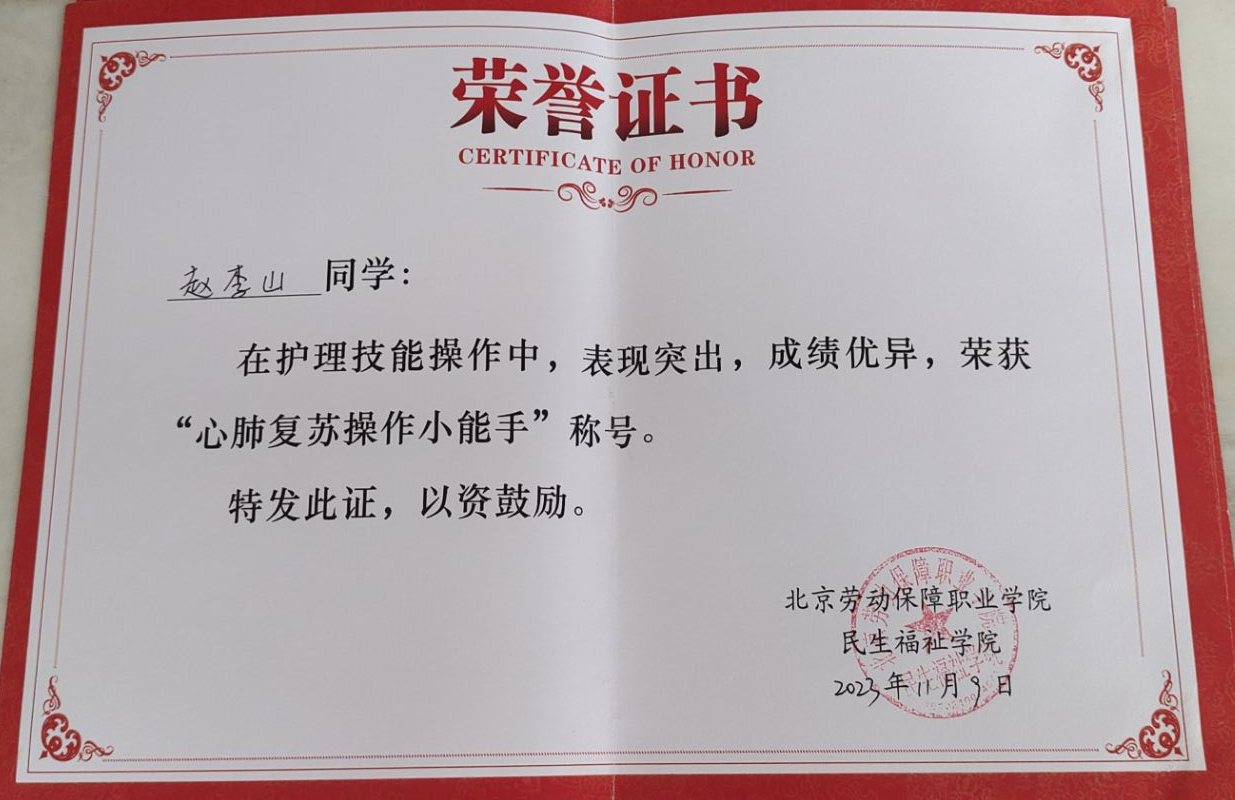 荣誉证书
CERTIFICATE OF HONOR
赵李山 同学：
在护理技能操作中，表现突出，成绩优异，荣获
“心肺复苏操作小能手”称号。
特发此证，以资鼓励。
北京劳动保障职业学院
民生福祉学院
2023年11月9日